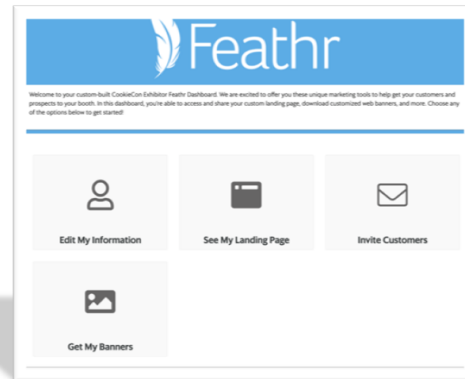 Feathr
Welcome to your custom-built CookieCon Exhibitor Feathr Dashboard. We are excited to offer you these unique marketing tools to help get your customers and
prospects to your booth. In this dashboard, you're able to access and share your custom landing page, download customized web banners, and more. Choose any
of the options below to get started!
Edit My Information
See My Landing Page
Invite Customers
Get My Banners